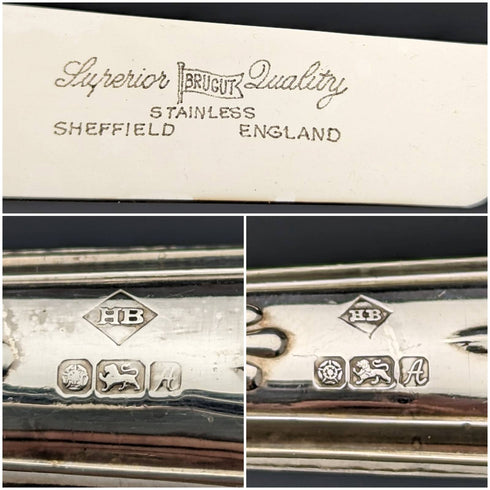 Superior BRUCUT Quality
STAINLESS
SHEFFIELD ENGLAND
HB
A
HB
A